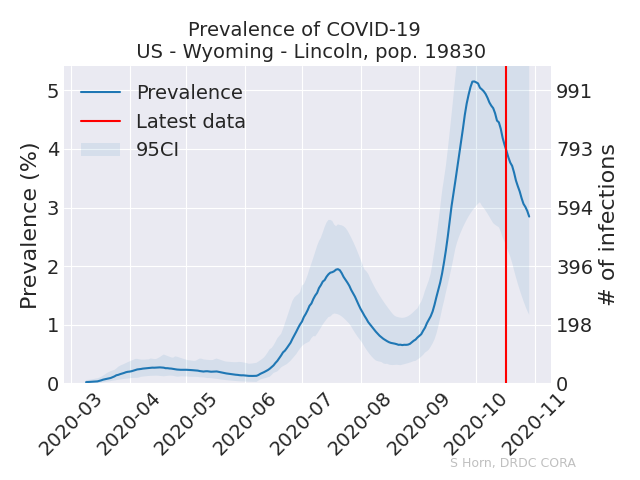 Prevalence of COVID-19
US - Wyoming - Lincoln, pop. 19830
Prevalence
Latest data
95CI
Prevalence (%)
5
4
3
2
1
0
# of infections
991
793
594
396
198
0
2020-03
2020-04
2020-05
2020-06
2020-07
2020-08
2020-09
2020-10
2020-11
S Horn, DRDC CORA